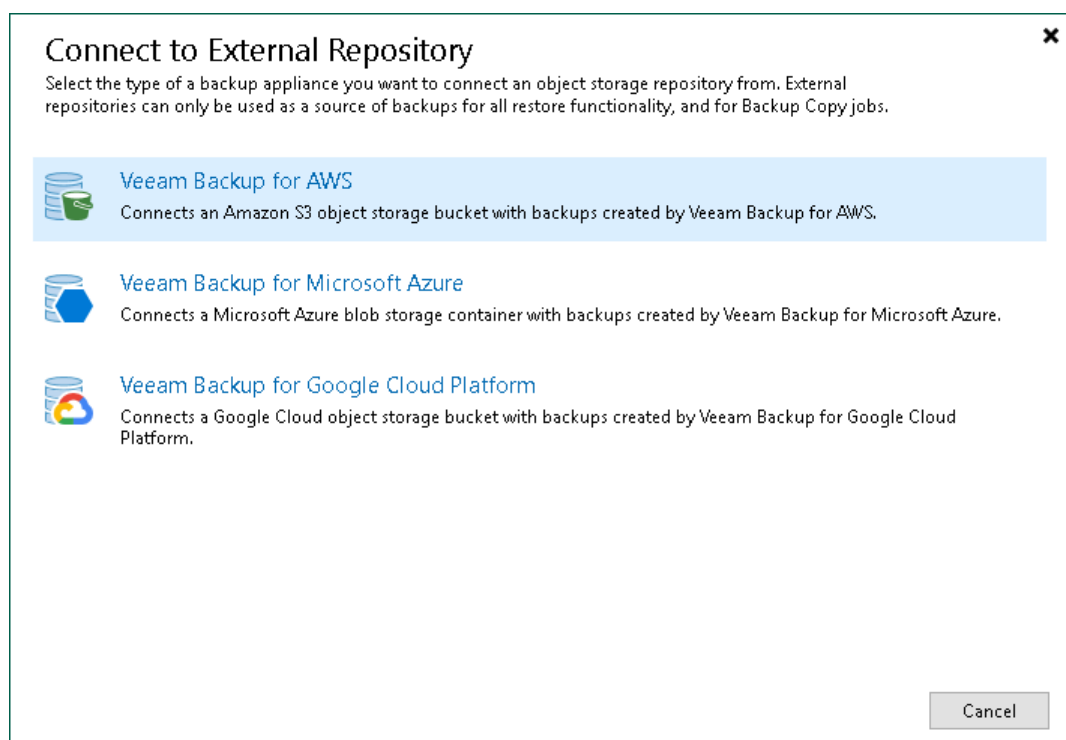 Connect to External Repository
Select the type of a backup appliance you want to connect an object storage repository from. External
repositories can only be used as a source of backups for all restore functionality, and for Backup Copy jobs.
Veeam Backup for AWS
Connects an Amazon S3 object storage bucket with backups created by Veeam Backup for AWS.
Veeam Backup for Microsoft Azure
Connects a Microsoft Azure blob storage container with backups created by Veeam Backup for Microsoft Azure.
Veeam Backup for Google Cloud Platform
Connects a Google Cloud object storage bucket with backups created by Veeam Backup for Google Cloud
Platform.
Cancel